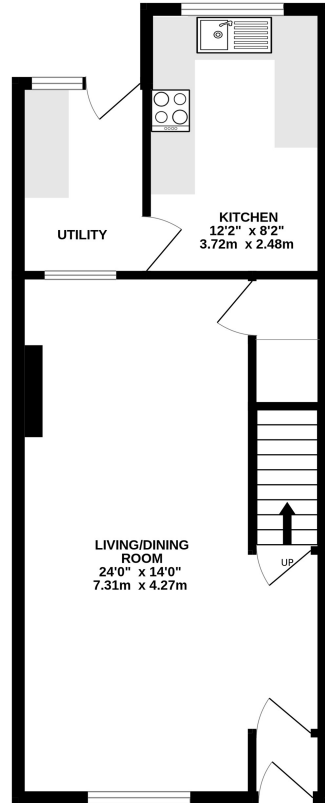 KITCHEN
12'2" x 8'2"
3.72m x 2.48m
UTILITY
LIVING/DINING
ROOM
24'0" x 14'0"
7.31m x 4.27m
UP